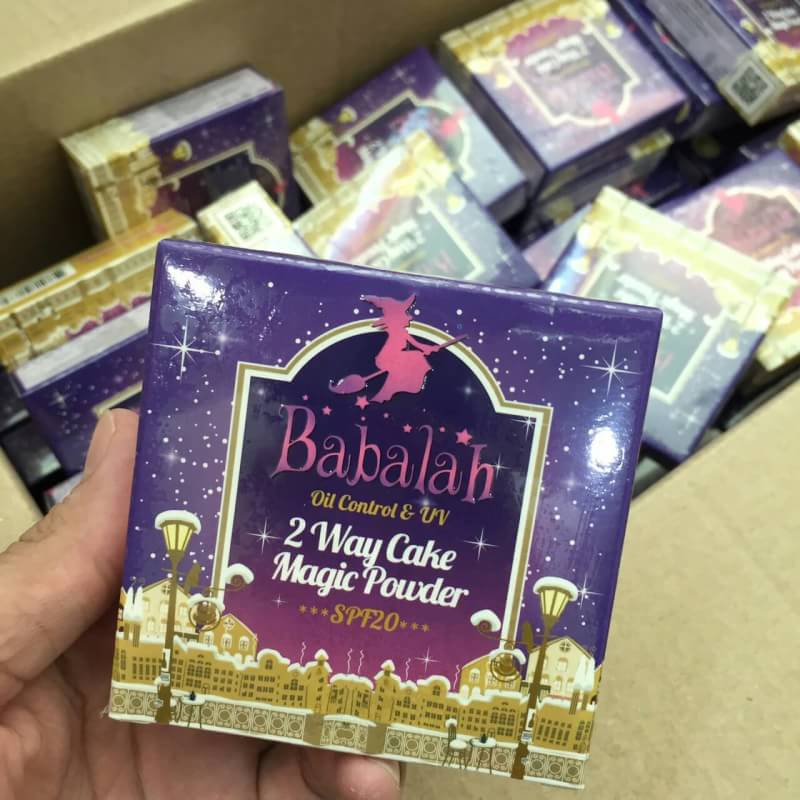 Babalah
Oil Control & UV
2 Way Cake
Magic Powder
***SPF20***